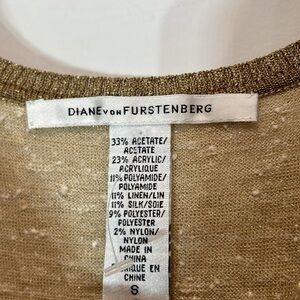 DIANE VON FURSTENBERG
33% ACETATE/
ACETATE
23% ACRYLIC/
ACRYLIQUE
11% POLYAMIDE/
POLYAMIDE
11% LINEN/LIN
11% SILK/SOIE
9% POLYESTER/
POLYESTER
2% NYLON/
NYLON
MADE IN
CHINA
EN
CHINE
S